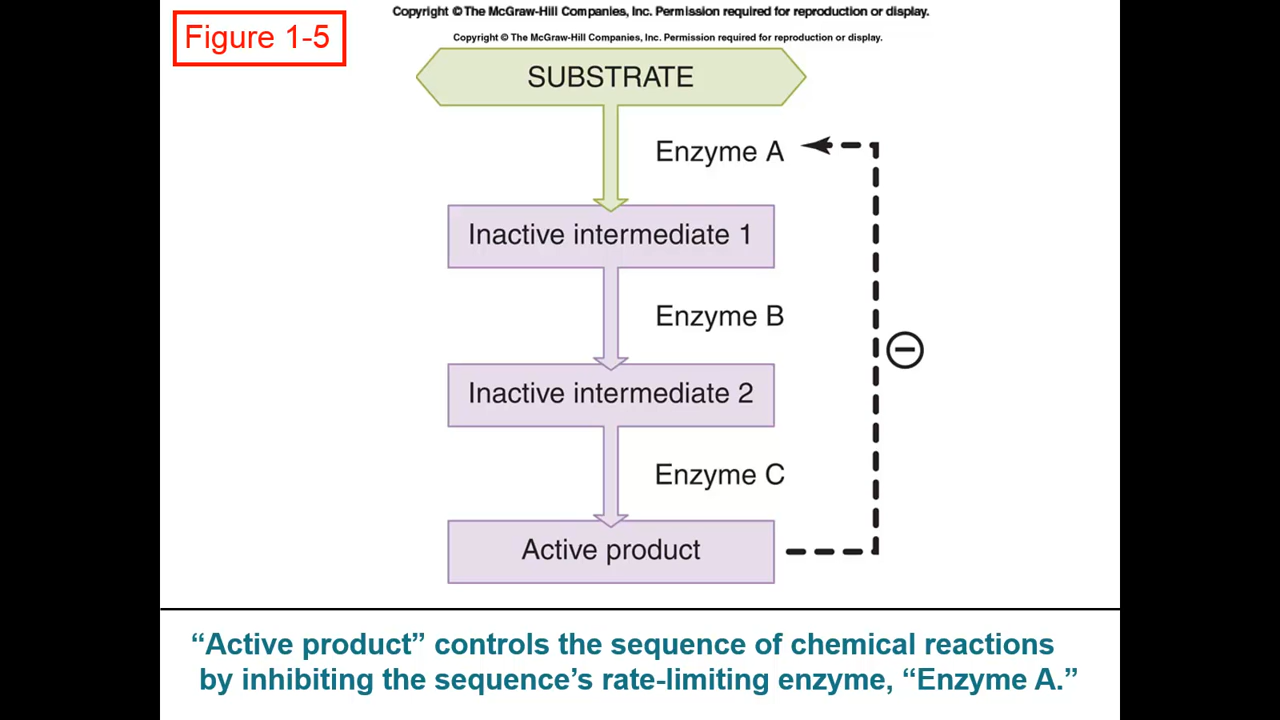 Copyright © The McGraw-Hill Companies, Inc. Permission required for reproduction or display.
Figure 1-5
Copyright © The McGraw-Hill Companies, Inc. Permission required for reproduction or display.
SUBSTRATE
Enzyme A
Inactive intermediate 1
Enzyme B
−
Inactive intermediate 2
Enzyme C
Active product
“Active product” controls the sequence of chemical reactions
by inhibiting the sequence’s rate-limiting enzyme, “Enzyme A.”